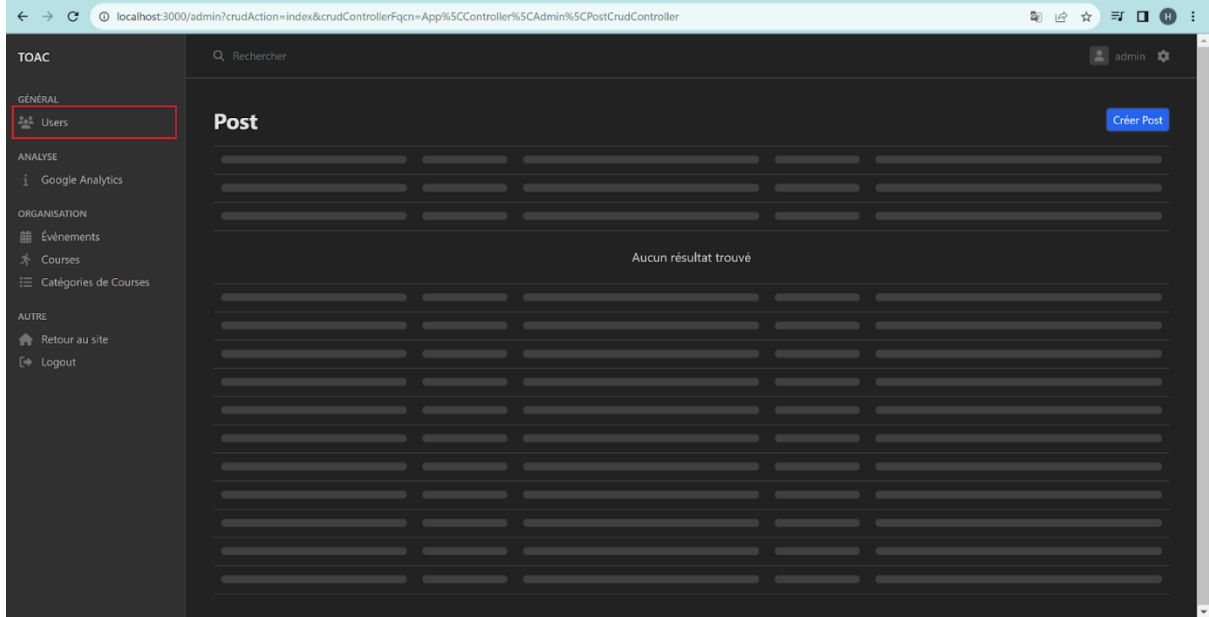 localhost:3000/admin?crudAction=index&crudControllerFqcn=App%5CController%5CAdmin%5CPostCrudController
H
TOAC
Rechercher
admin
GÉNÉRAL
Users
ANALYSE
Google Analytics
ORGANISATION
Évènements
Courses
Catégories de Courses
AUTRE
Retour au site
Logout
Post
Créer Post
Aucun résultat trouvé